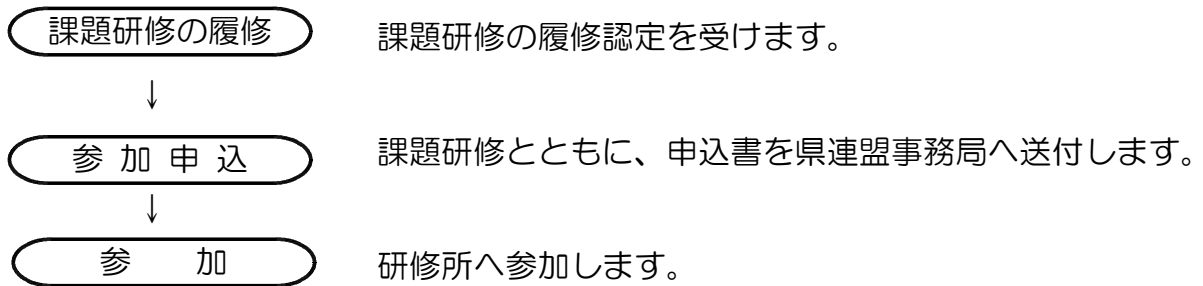 課題研修の履修 課題研修の履修認定を受けます。
↓
参加申込 課題研修とともに、申込書を県連盟事務局へ送付します。
↓
参加 研修所へ参加します。